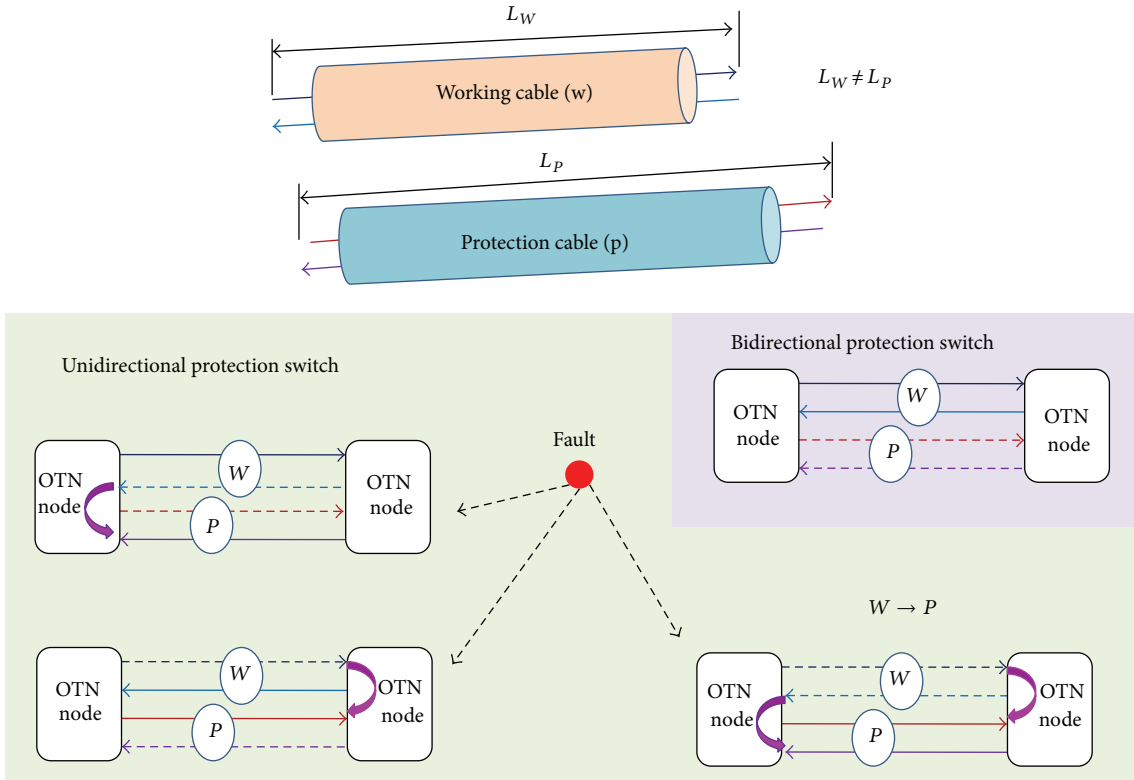 L_W
Working cable (w)
L_W ≠ L_P
L_P
Protection cable (p)
Unidirectional protection switch
Bidirectional protection switch
OTN
node
W
P
OTN
node
Fault
OTN
node
W
P
OTN
node
W → P
OTN
node
W
P
OTN
node
OTN
node
W
P
OTN
node